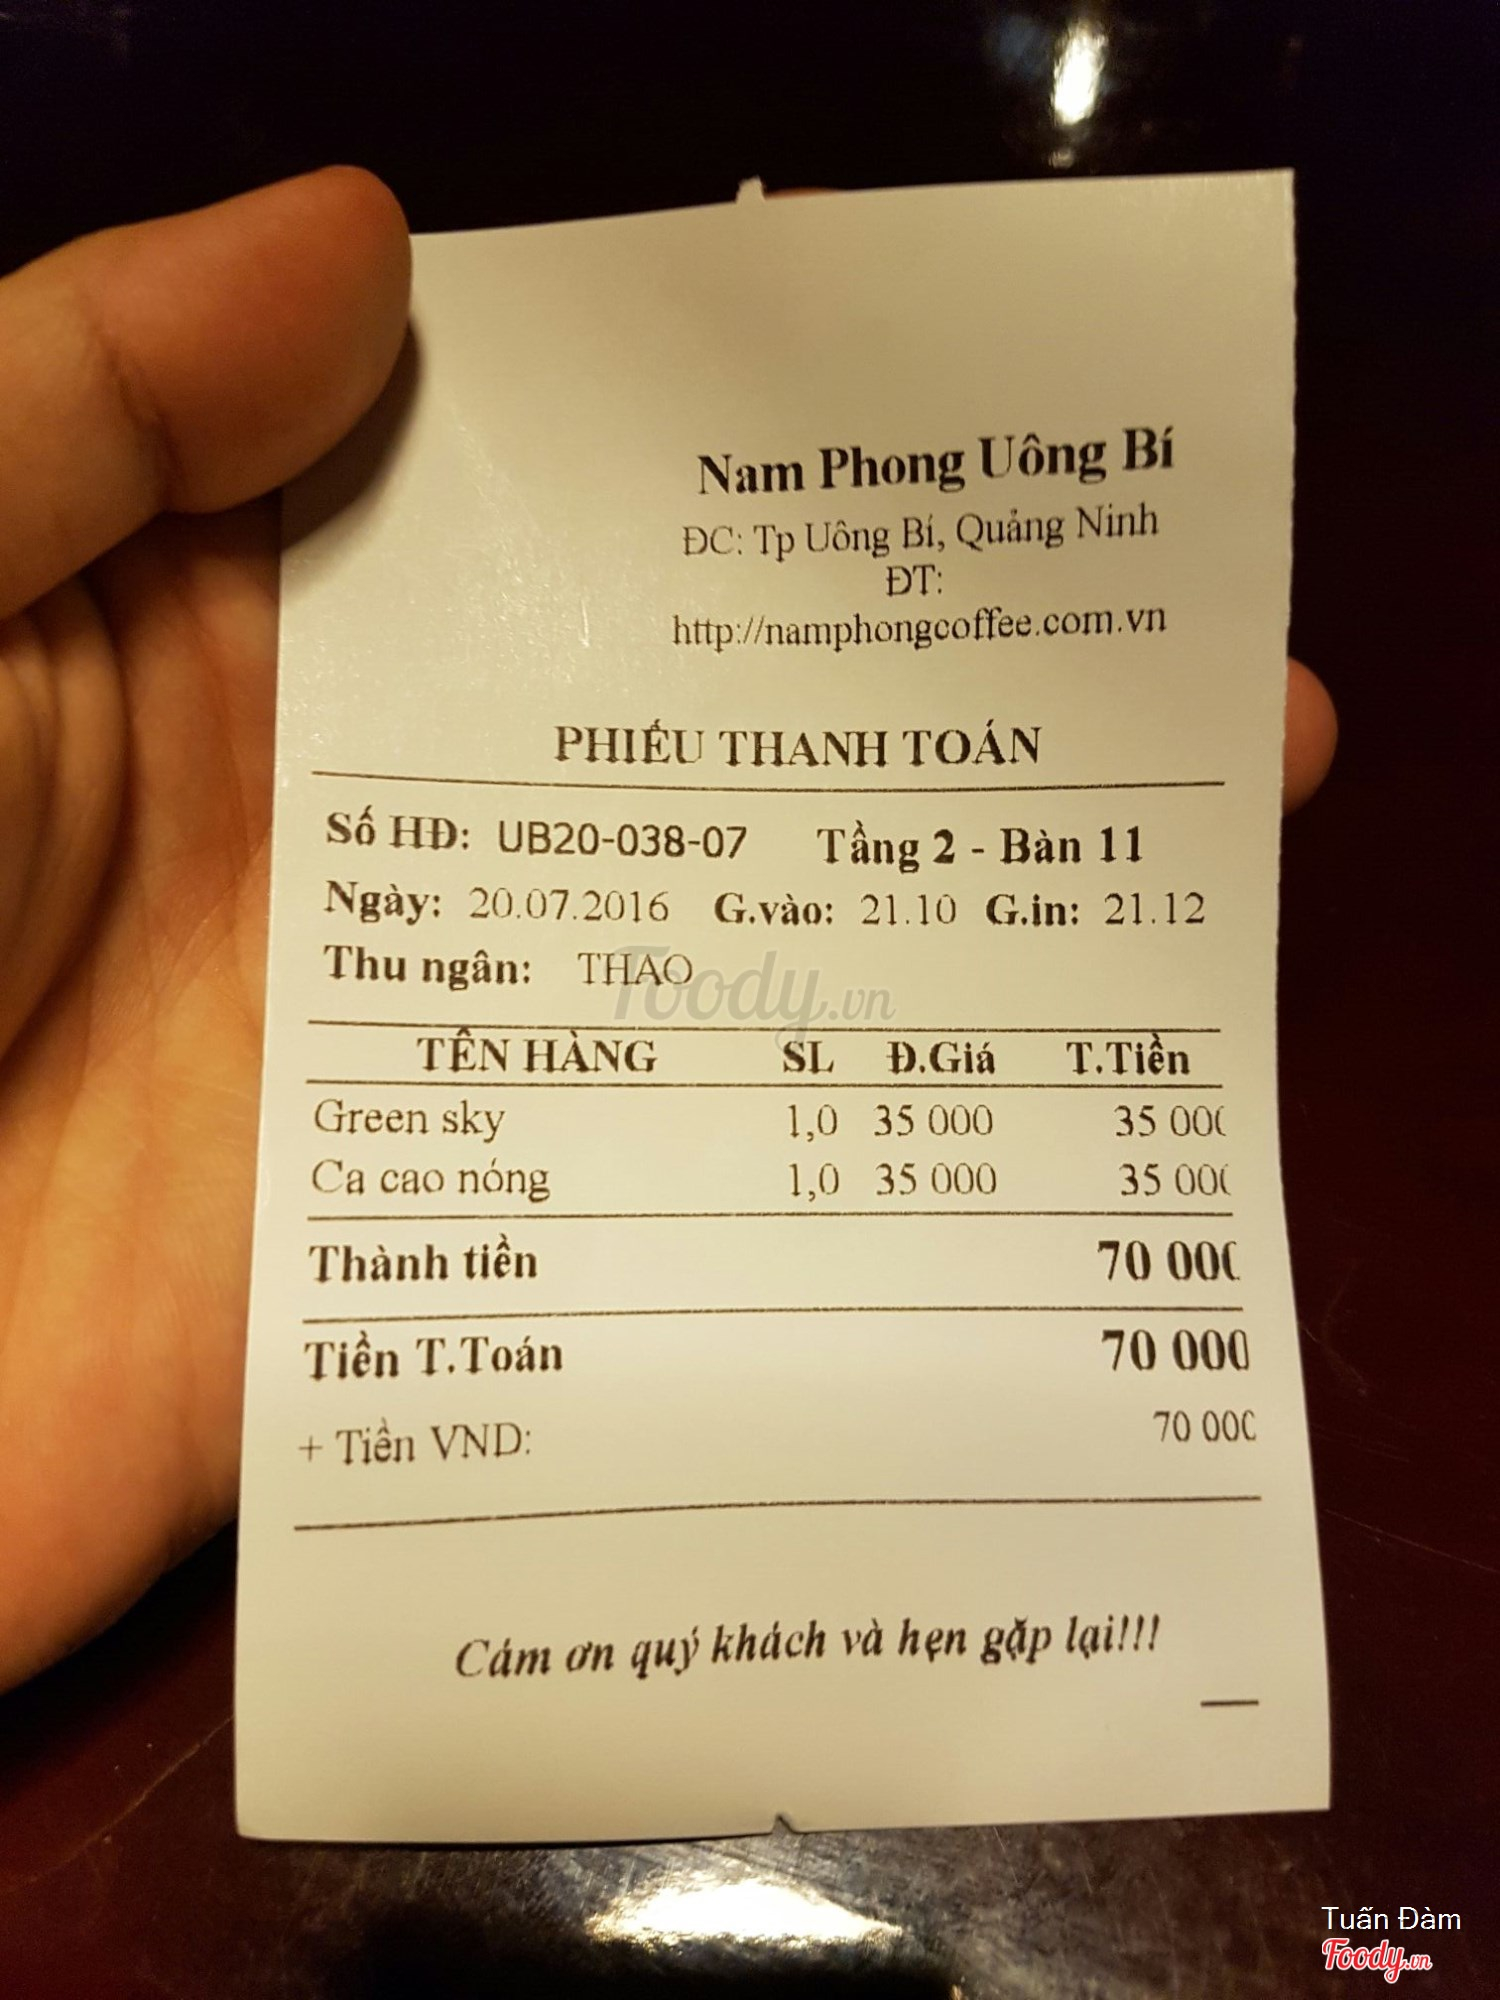 Nam Phong Uông Bí
ĐC: Tp Uông Bí, Quảng Ninh
ĐT:
http://namphongcoffee.com.vn
PHIẾU THANH TOÁN
Số HĐ: UB20-038-07 Tầng 2 - Bàn 11
Ngày: 20.07.2016 G.vào: 21.10 G.in: 21.12
Thu ngân: THAO
Foody.vn
TÊN HÀNG SL Đ.Giá T.Tiền
Green sky 1,0 35 000 35 000
Ca cao nóng 1,0 35 000 35 000
Thành tiền 70 000
Tiền T.Toán 70 000
+ Tiền VND: 70 000
Cám ơn quý khách và hẹn gặp lại!!!
Tuấn Đàm
Foody.vn